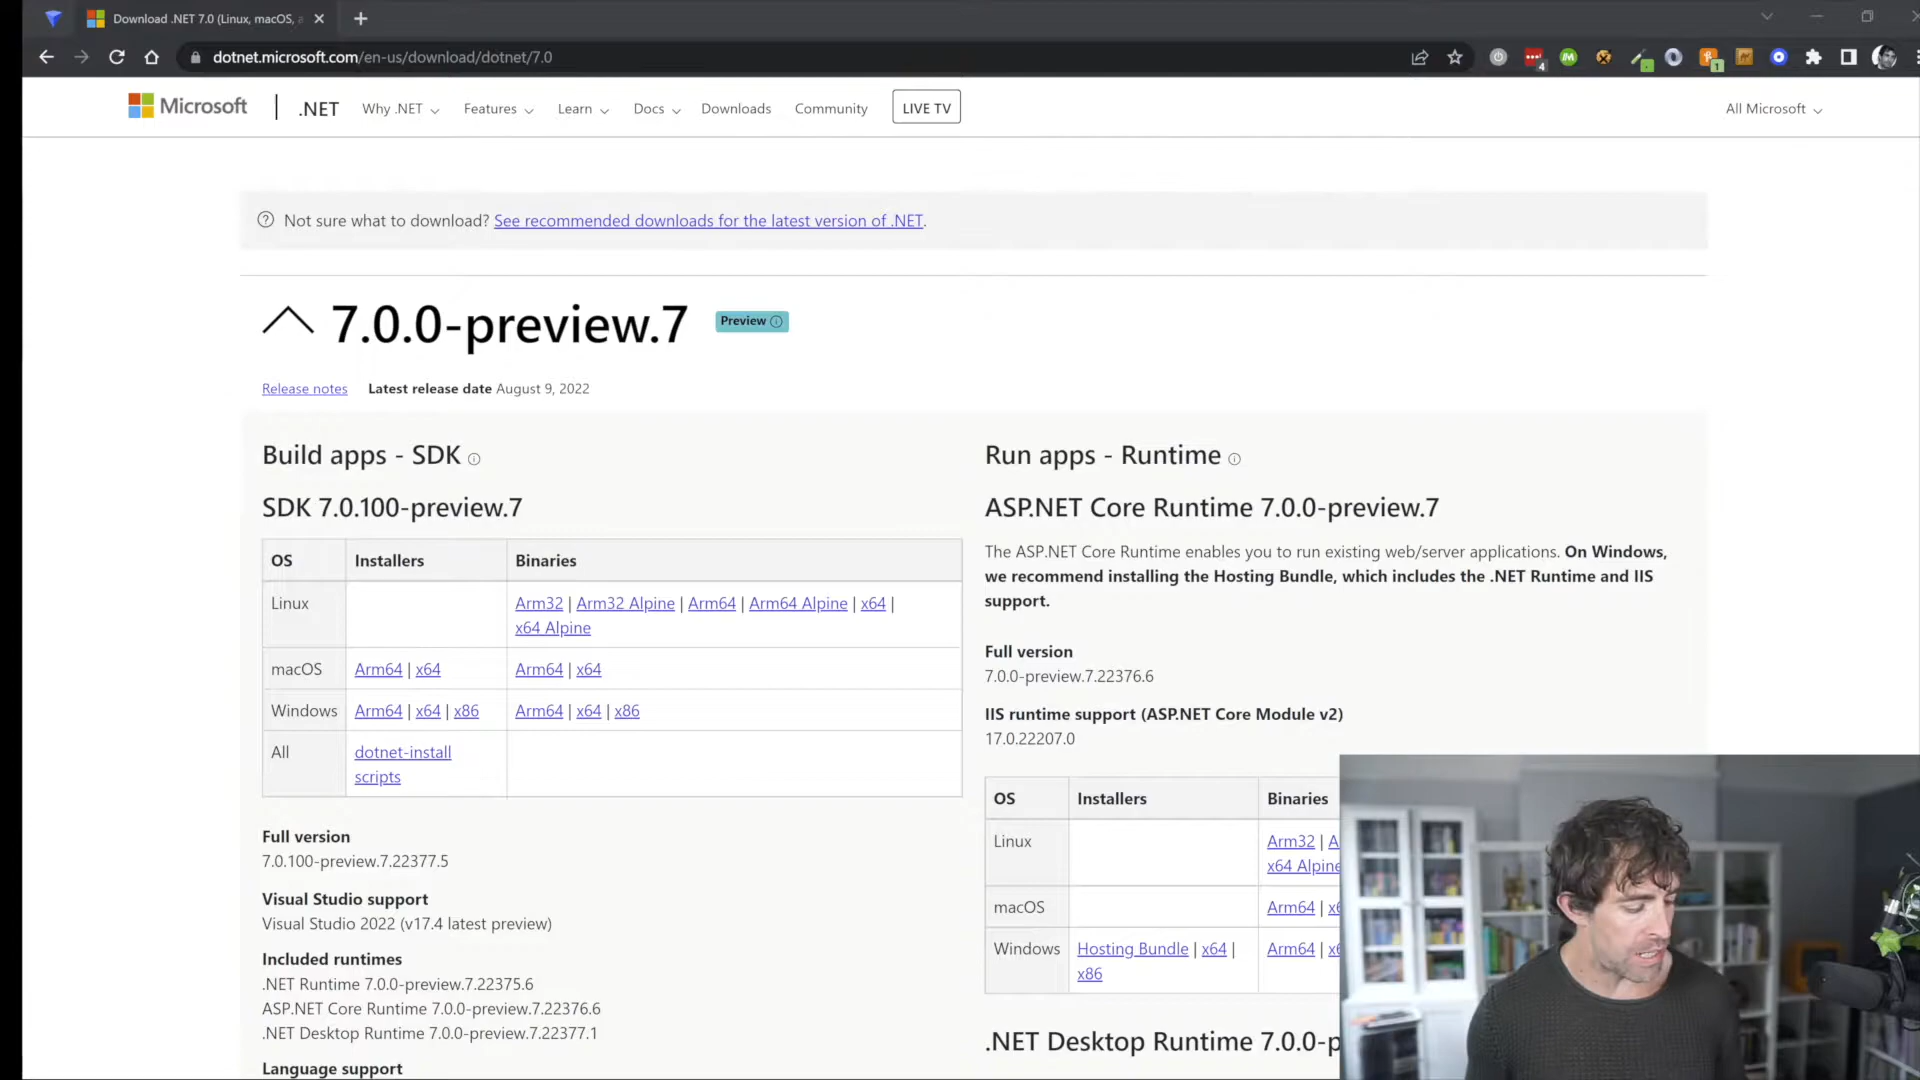 Download .NET 7.0 (Linux, macOS, a
dotnet.microsoft.com/en-us/download/dotnet/7.0
4
1
Microsoft
.NET
Why .NET
Features
Learn
Docs
Downloads
Community
LIVE TV
All Microsoft
Not sure what to download? See recommended downloads for the latest version of .NET.
7.0.0-preview.7
Preview
Release notes
Latest release date August 9, 2022
Build apps - SDK
SDK 7.0.100-preview.7
OS Installers Binaries
Linux Arm32 | Arm32 Alpine | Arm64 | Arm64 Alpine | x64 |
x64 Alpine
macOS Arm64 | x64 Arm64 | x64
Windows Arm64 | x64 | x86 Arm64 | x64 | x86
All dotnet-install
scripts
Full version
7.0.100-preview.7.22377.5
Visual Studio support
Visual Studio 2022 (v17.4 latest preview)
Included runtimes
.NET Runtime 7.0.0-preview.7.22375.6
ASP.NET Core Runtime 7.0.0-preview.7.22376.6
.NET Desktop Runtime 7.0.0-preview.7.22377.1
Language support
Run apps - Runtime
ASP.NET Core Runtime 7.0.0-preview.7
The ASP.NET Core Runtime enables you to run existing web/server applications. On Windows,
we recommend installing the Hosting Bundle, which includes the .NET Runtime and IIS
support.
Full version
7.0.0-preview.7.22376.6
IIS runtime support (ASP.NET Core Module v2)
17.0.22207.0
OS Installers Binaries
Linux Arm32 | A
x64 Alpine
macOS Arm64 | x6
Windows Hosting Bundle | x64 | Arm64 | x6
x86
.NET Desktop Runtime 7.0.0-p